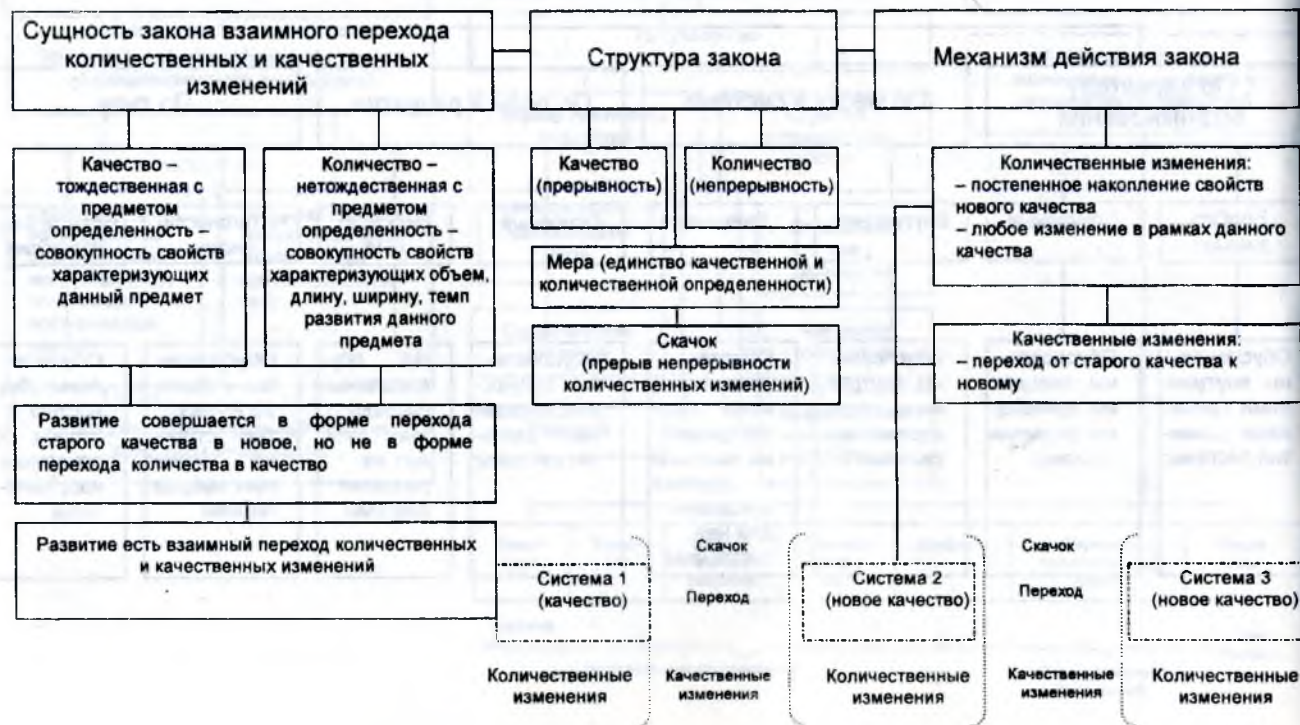 Сущность закона взаимного перехода
количественных и качественных
изменений
Структура закона
Механизм действия закона
Качество –
тождественная с
предметом
определенность –
совокупность свойств
характеризующих
данный предмет
Количество –
нетождественная с
предметом
определенность –
совокупность свойств
характеризующих объем,
длину, ширину, темп
развития данного
предмета
Развитие совершается в форме перехода
старого качества в новое, но не в форме
перехода количества в качество
Развитие есть взаимный переход количественных
и качественных изменений
Качество
(прерывность)
Количество
(непрерывность)
Мера (единство качественной и
количественной определенности)
Скачок
(прерыв непрерывности
количественных изменений)
Количественные изменения:
– постепенное накопление свойств
нового качества
– любое изменение в рамках данного
качества
Качественные изменения:
– переход от старого качества к
новому
Система 1
(качество)
Количественные
изменения
Скачок
Переход
Качественные
изменения
Система 2
(новое качество)
Количественные
изменения
Скачок
Переход
Качественные
изменения
Система 3
(новое качество)
Количественные
изменения